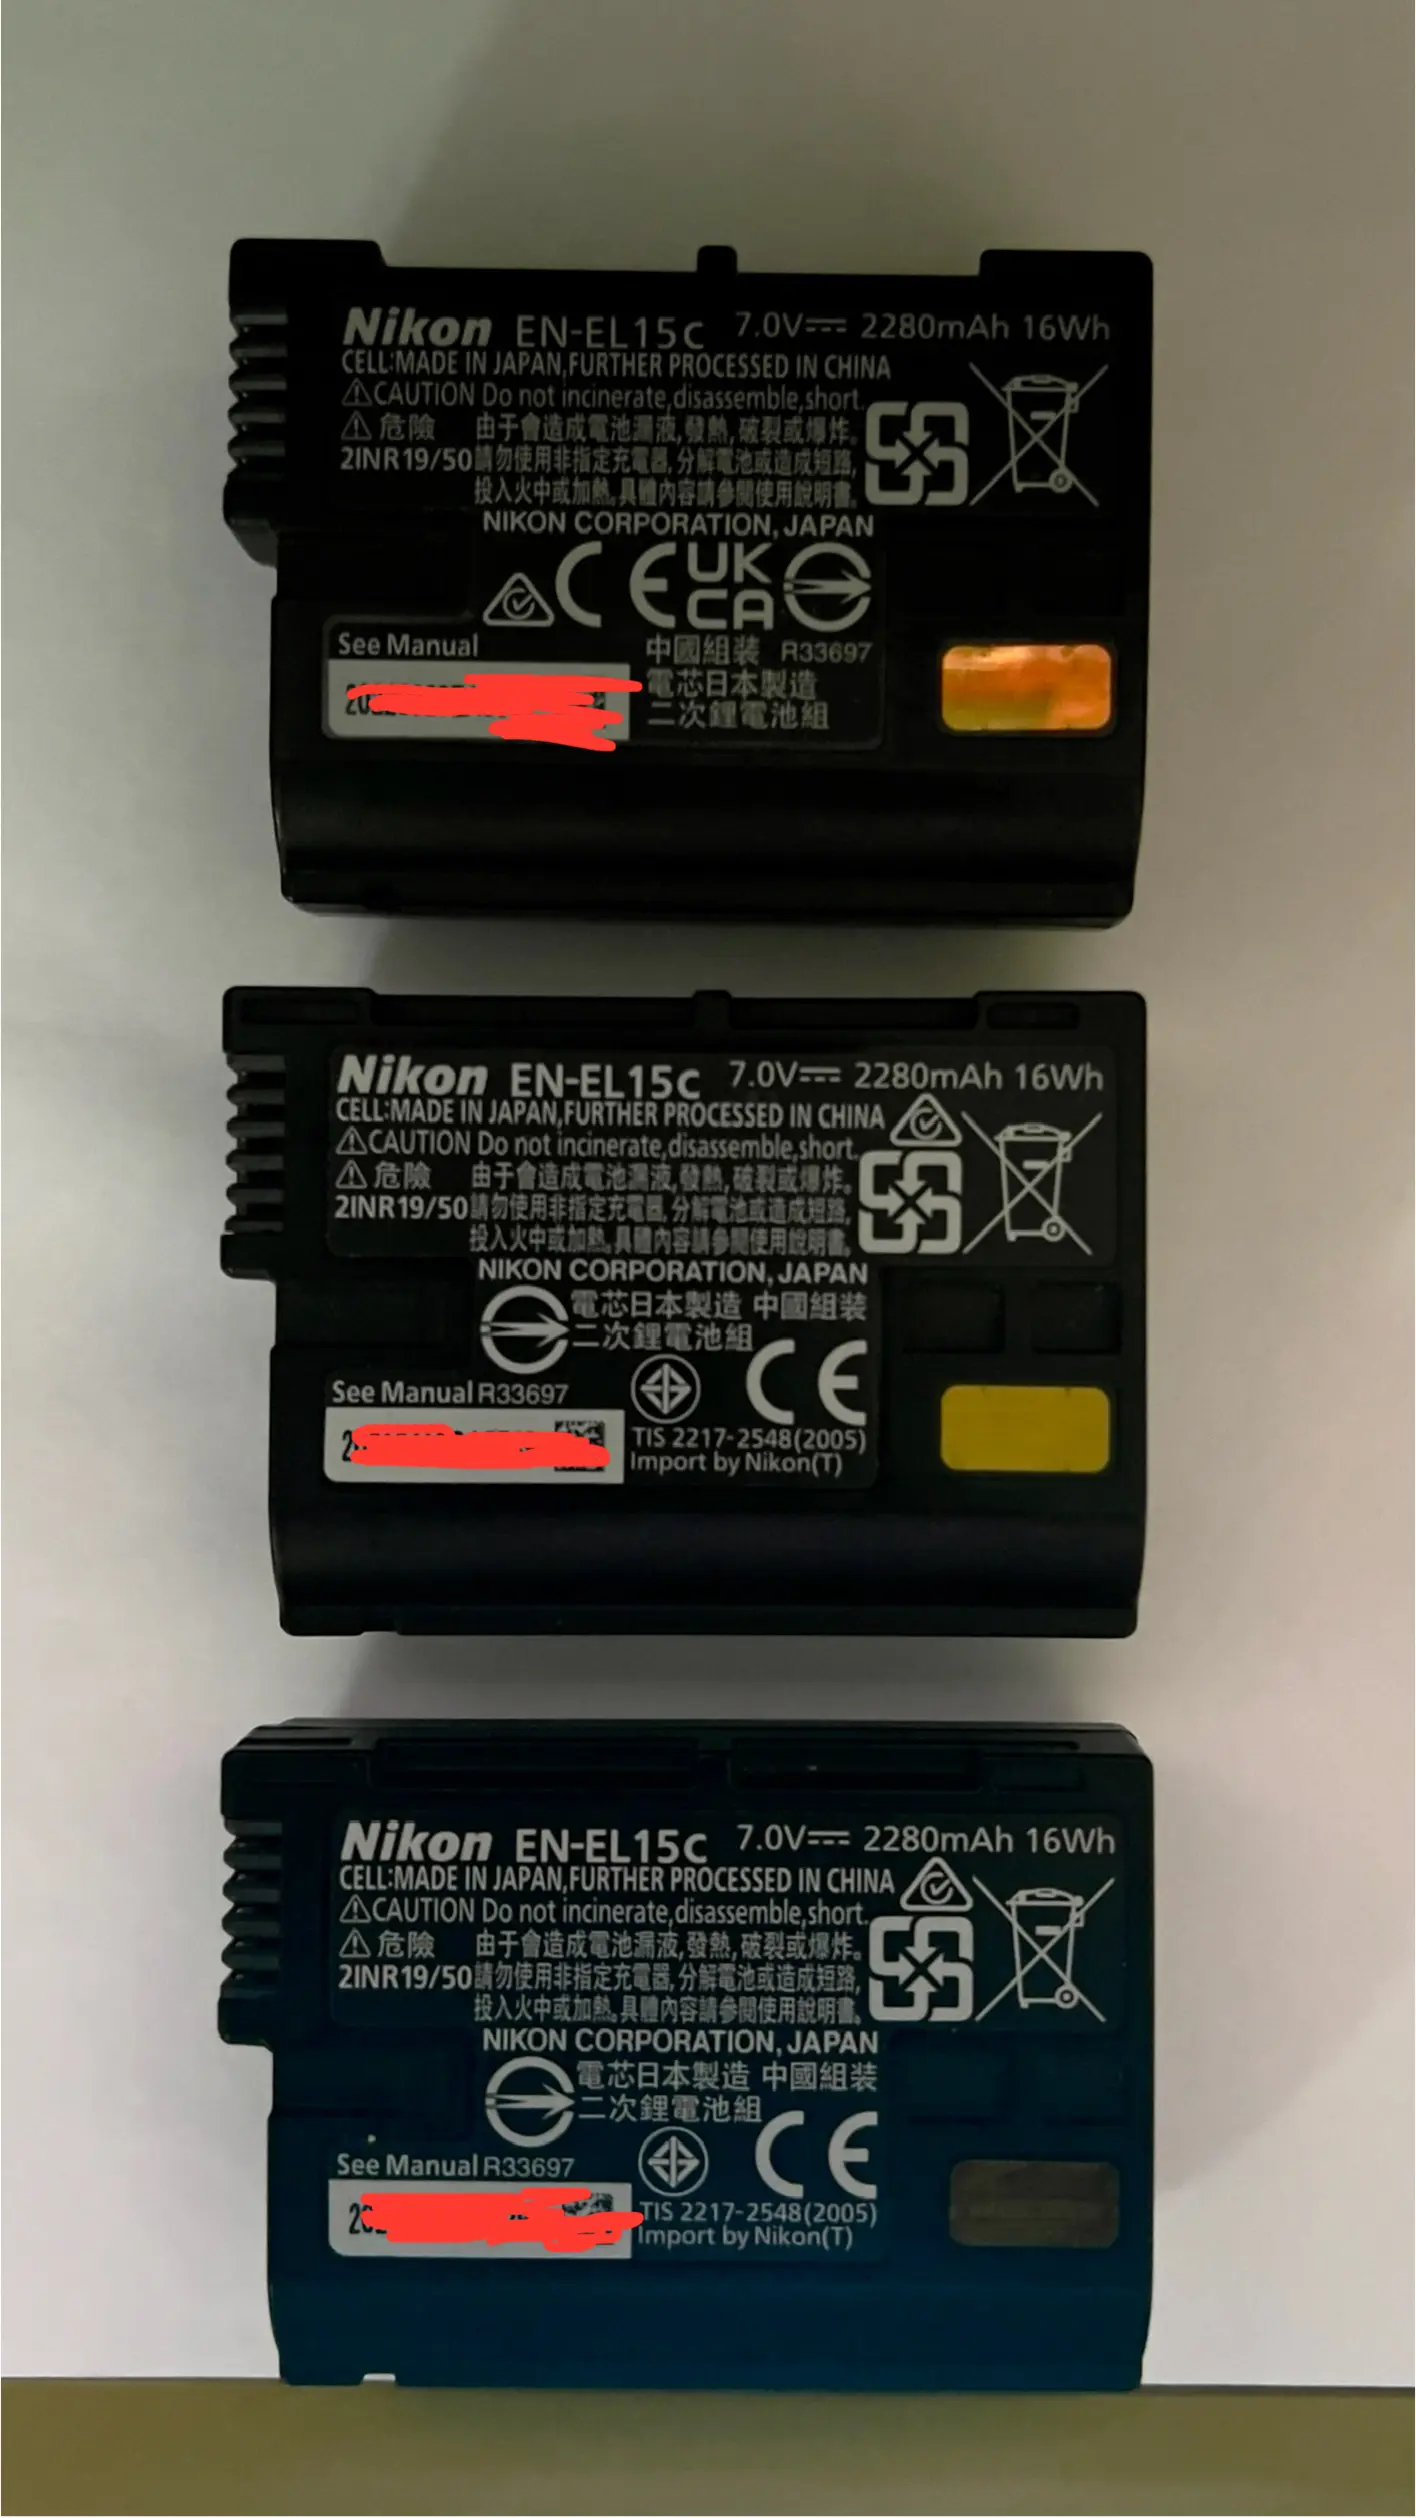 Nikon EN-EL15c 7.0V⎓ 2280mAh 16Wh
CELL:MADE IN JAPAN,FURTHER PROCESSED IN CHINA
⚠CAUTION Do not incinerate,disassemble,short.
⚠危險 由于會造成電池漏液,發熱,破裂或爆炸。
2INR19/50 請勿使用非指定充電器,分解電池或造成短路,
投入火中或加熱。具體內容請參閱使用說明書。
NIKON CORPORATION, JAPAN
CE UK
CA
See Manual 中國組裝 R33697
電芯日本製造
二次鋰電池組
Nikon EN-EL15c 7.0V⎓ 2280mAh 16Wh
CELL:MADE IN JAPAN,FURTHER PROCESSED IN CHINA
⚠CAUTION Do not incinerate,disassemble,short.
⚠危險 由于會造成電池漏液,發熱,破裂或爆炸。
2INR19/50 請勿使用非指定充電器,分解電池或造成短路,
投入火中或加熱。具體內容請參閱使用說明書。
NIKON CORPORATION, JAPAN
電芯日本製造 中國組裝
二次鋰電池組
CE
See Manual R33697
TIS 2217-2548(2005)
Import by Nikon(T)
Nikon EN-EL15c 7.0V⎓ 2280mAh 16Wh
CELL:MADE IN JAPAN,FURTHER PROCESSED IN CHINA
⚠CAUTION Do not incinerate,disassemble,short.
⚠危險 由于會造成電池漏液,發熱,破裂或爆炸。
2INR19/50 請勿使用非指定充電器,分解電池或造成短路,
投入火中或加熱。具體內容請參閱使用說明書。
NIKON CORPORATION, JAPAN
電芯日本製造 中國組裝
二次鋰電池組
CE
See Manual R33697
TIS 2217-2548(2005)
Import by Nikon(T)